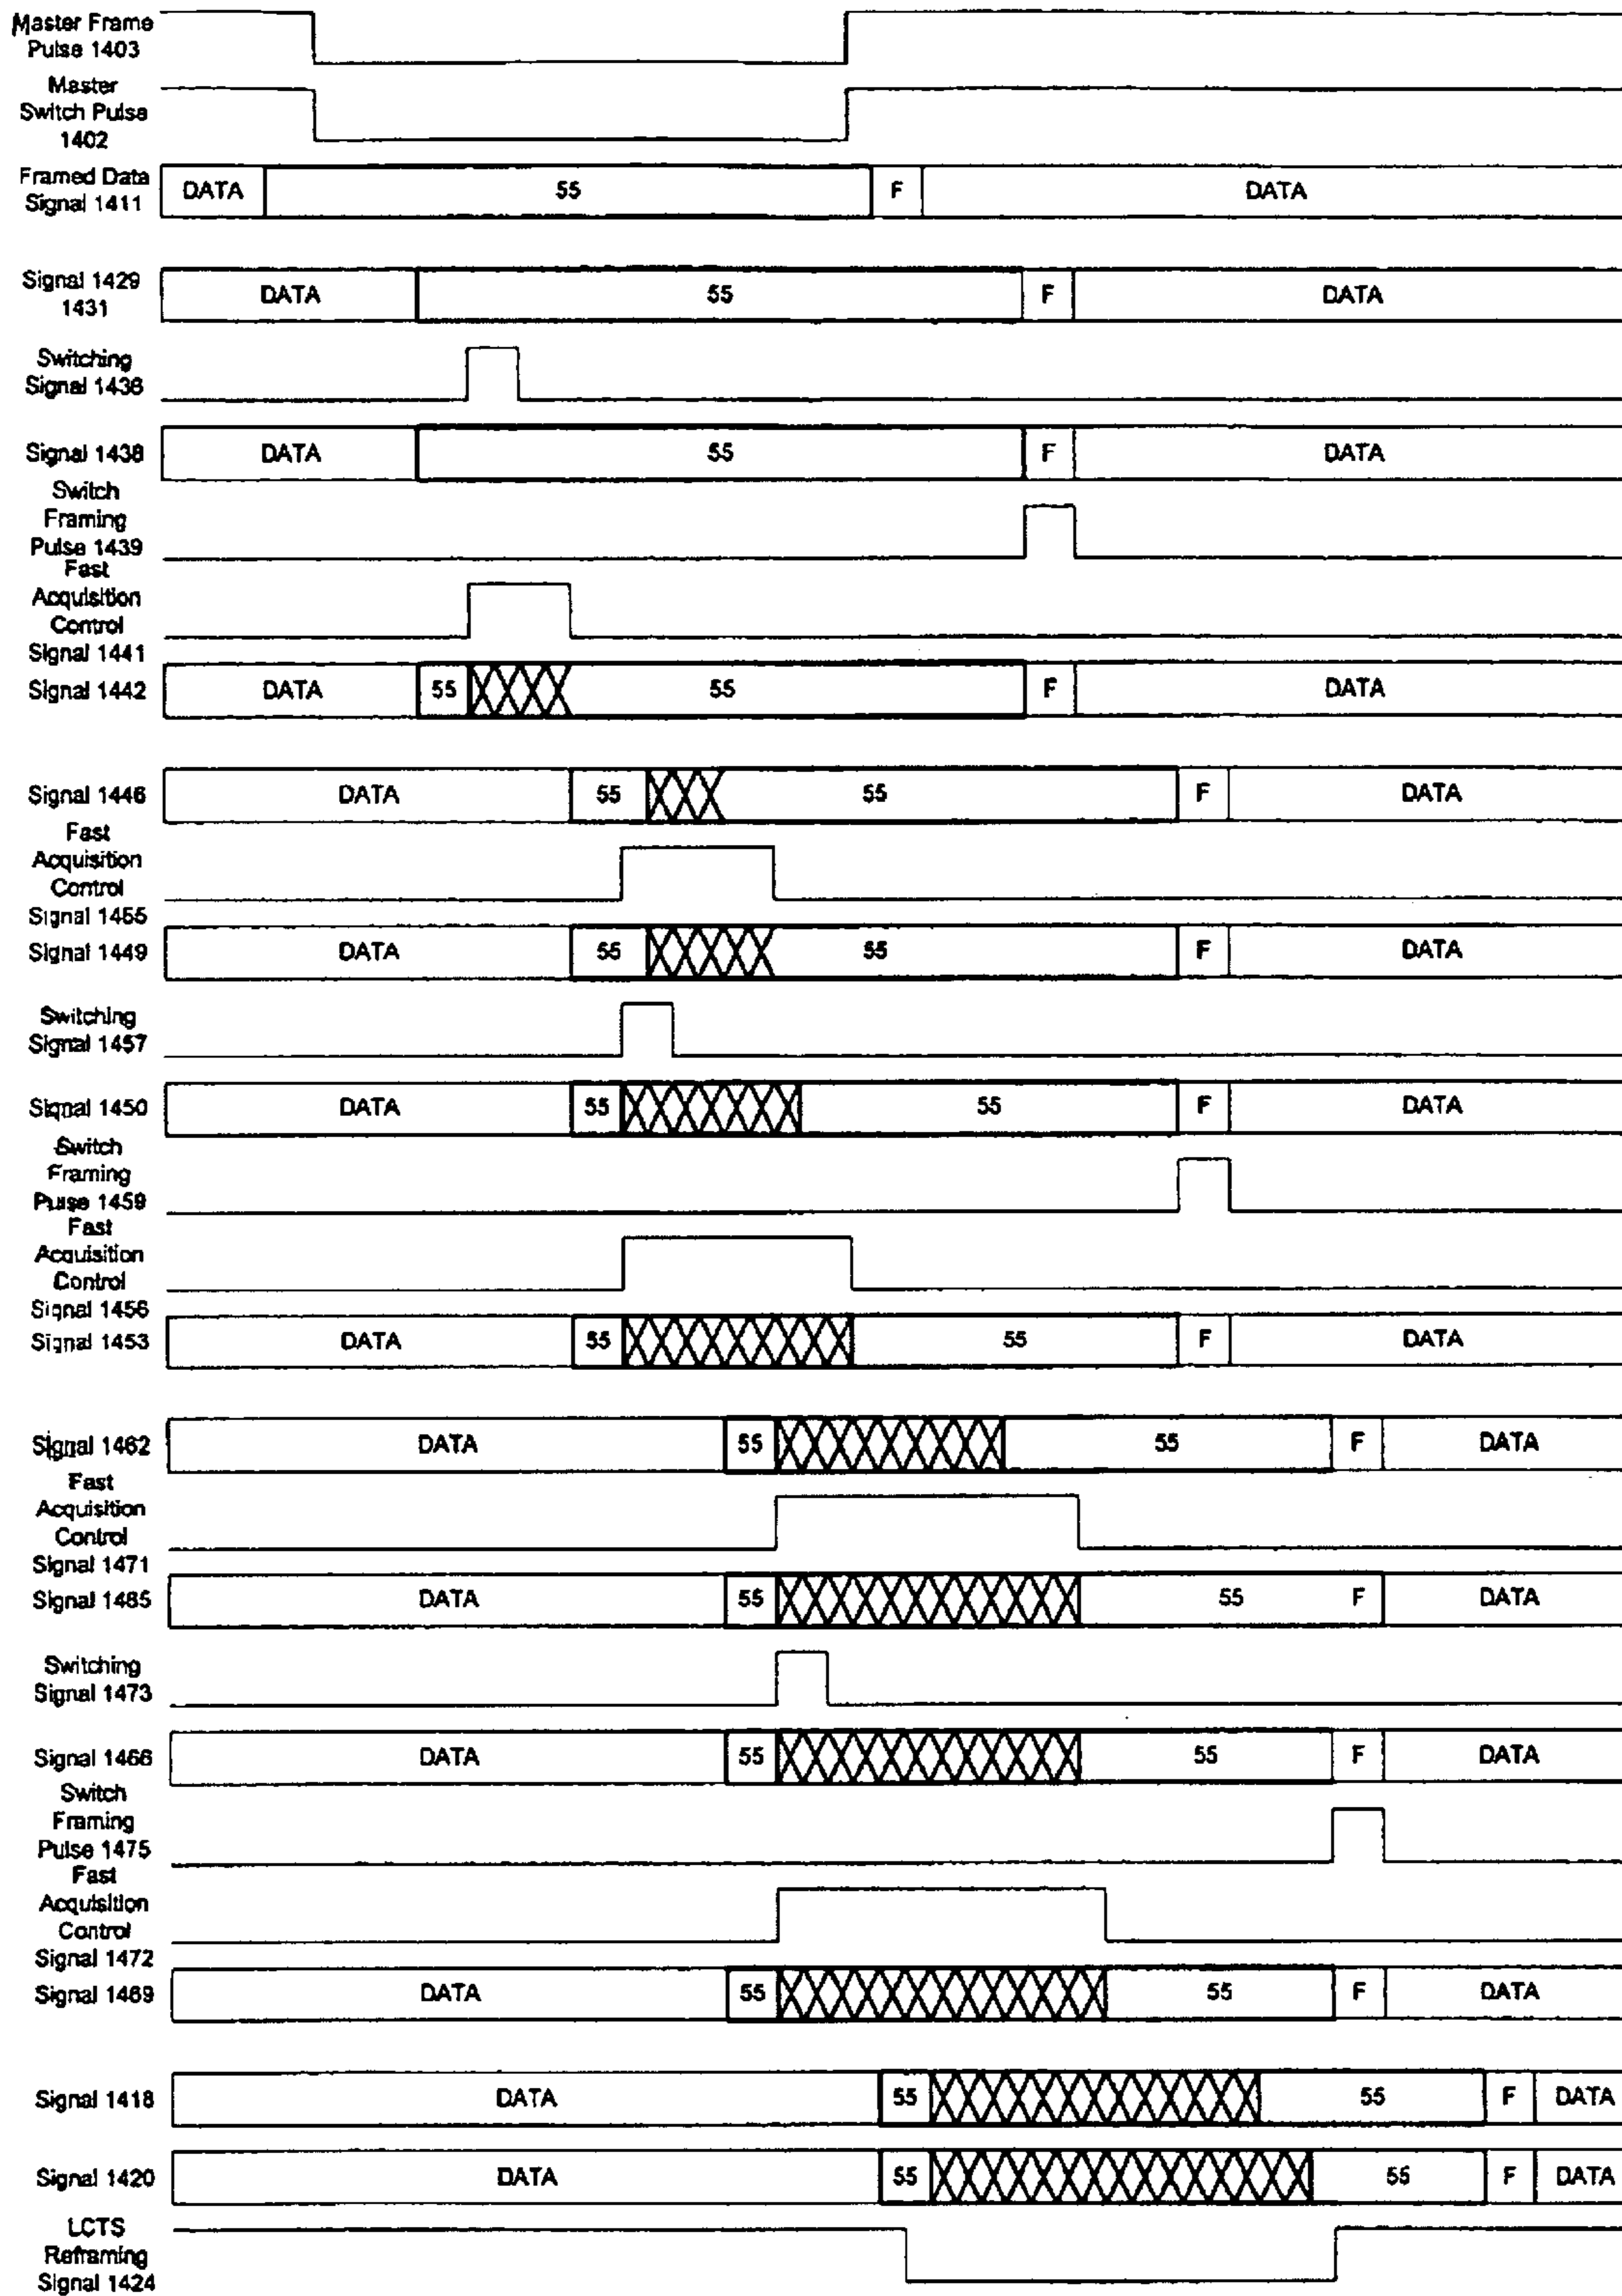 Master Frame
Pulse 1403
Master
Switch Pulse
1402
Framed Data
Signal 1411
DATA 55 F DATA
Signal 1429
1431
DATA 55 F DATA
Switching
Signal 1436
Signal 1438
DATA 55 F DATA
Switch
Framing
Pulse 1439
Fast
Acquisition
Control
Signal 1441
Signal 1442
DATA 55 55 F DATA
Signal 1446
DATA 55 55 F DATA
Fast
Acquisition
Control
Signal 1455
Signal 1449
DATA 55 55 F DATA
Switching
Signal 1457
Signal 1450
DATA 55 55 F DATA
Switch
Framing
Pulse 1459
Fast
Acquisition
Control
Signal 1456
Signal 1453
DATA 55 55 F DATA
Signal 1462
DATA 55 55 F DATA
Fast
Acquisition
Control
Signal 1471
Signal 1465
DATA 55 55 F DATA
Switching
Signal 1473
Signal 1466
DATA 55 55 F DATA
Switch
Framing
Pulse 1475
Fast
Acquisition
Control
Signal 1472
Signal 1469
DATA 55 55 F DATA
Signal 1418
DATA 55 55 F DATA
Signal 1420
DATA 55 55 F DATA
LCTS
Reframing
Signal 1424